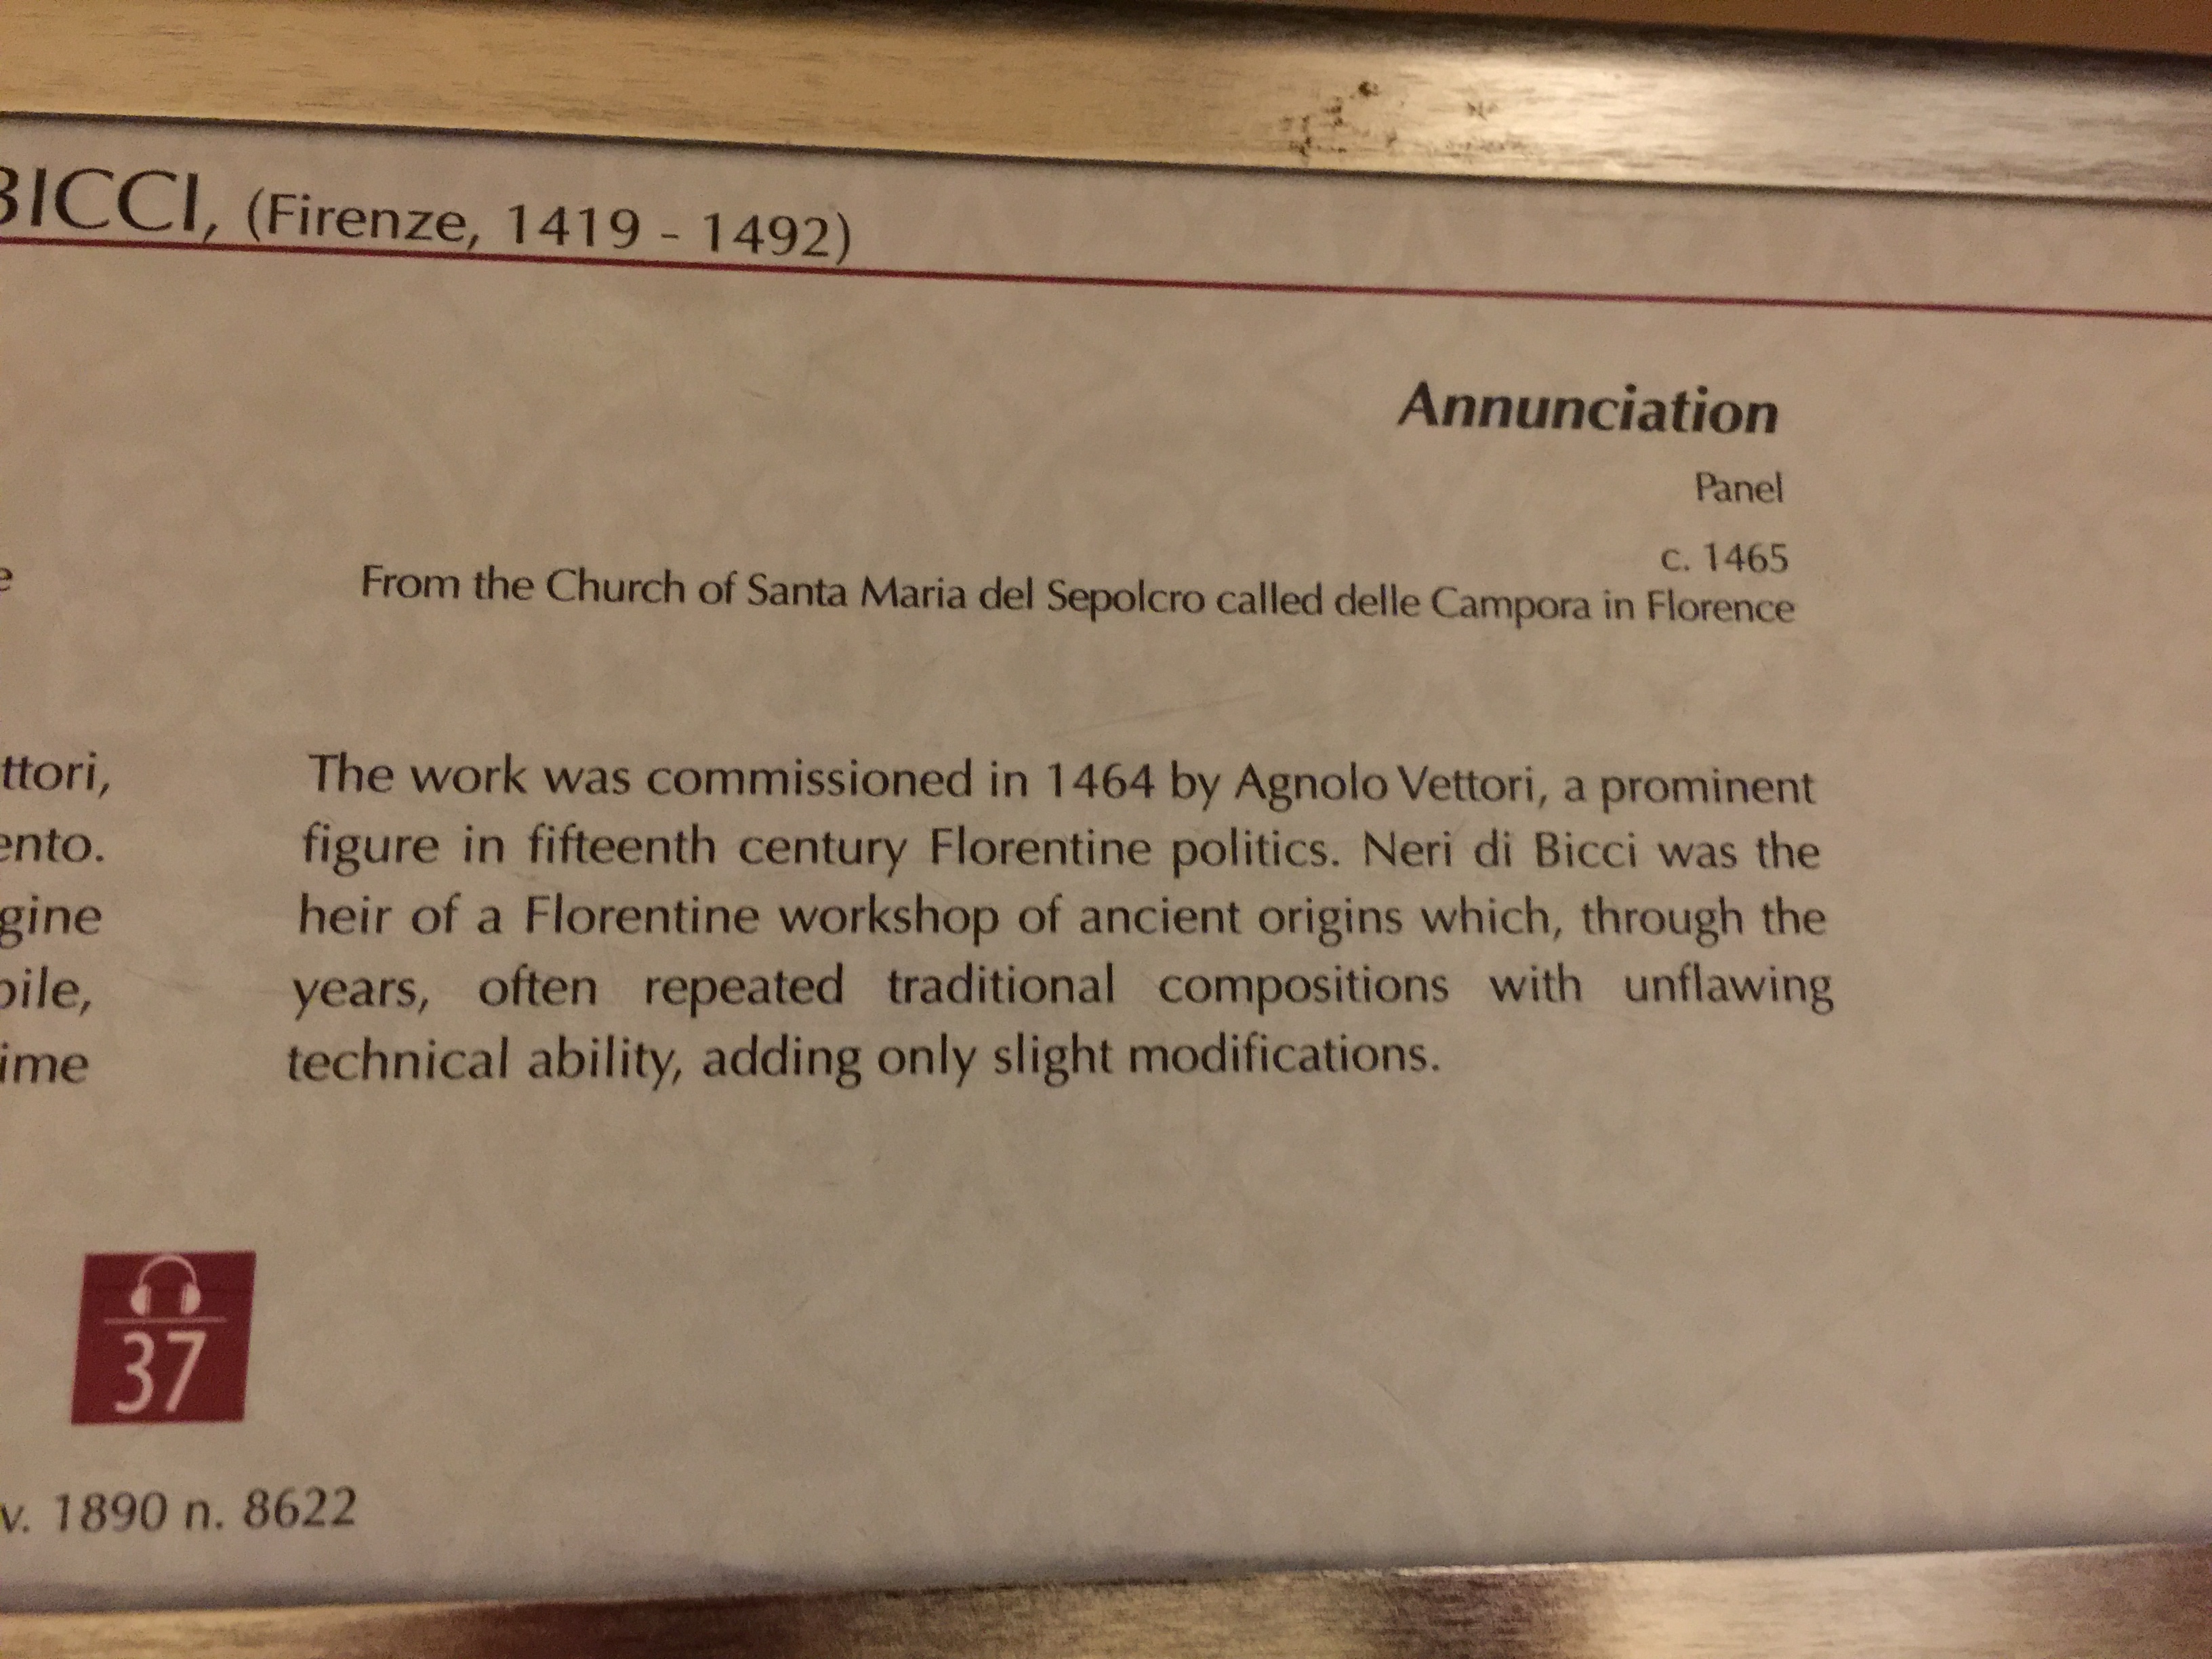 BICCI, (Firenze, 1419 - 1492)
Annunciation
Panel
c. 1465
From the Church of Santa Maria del Sepolcro called delle Campora in Florence
The work was commissioned in 1464 by Agnolo Vettori, a prominent
figure in fifteenth century Florentine politics. Neri di Bicci was the
heir of a Florentine workshop of ancient origins which, through the
years, often repeated traditional compositions with unflawing
technical ability, adding only slight modifications.
e
ttori,
ento.
gine
bile,
ime
37
v. 1890 n. 8622